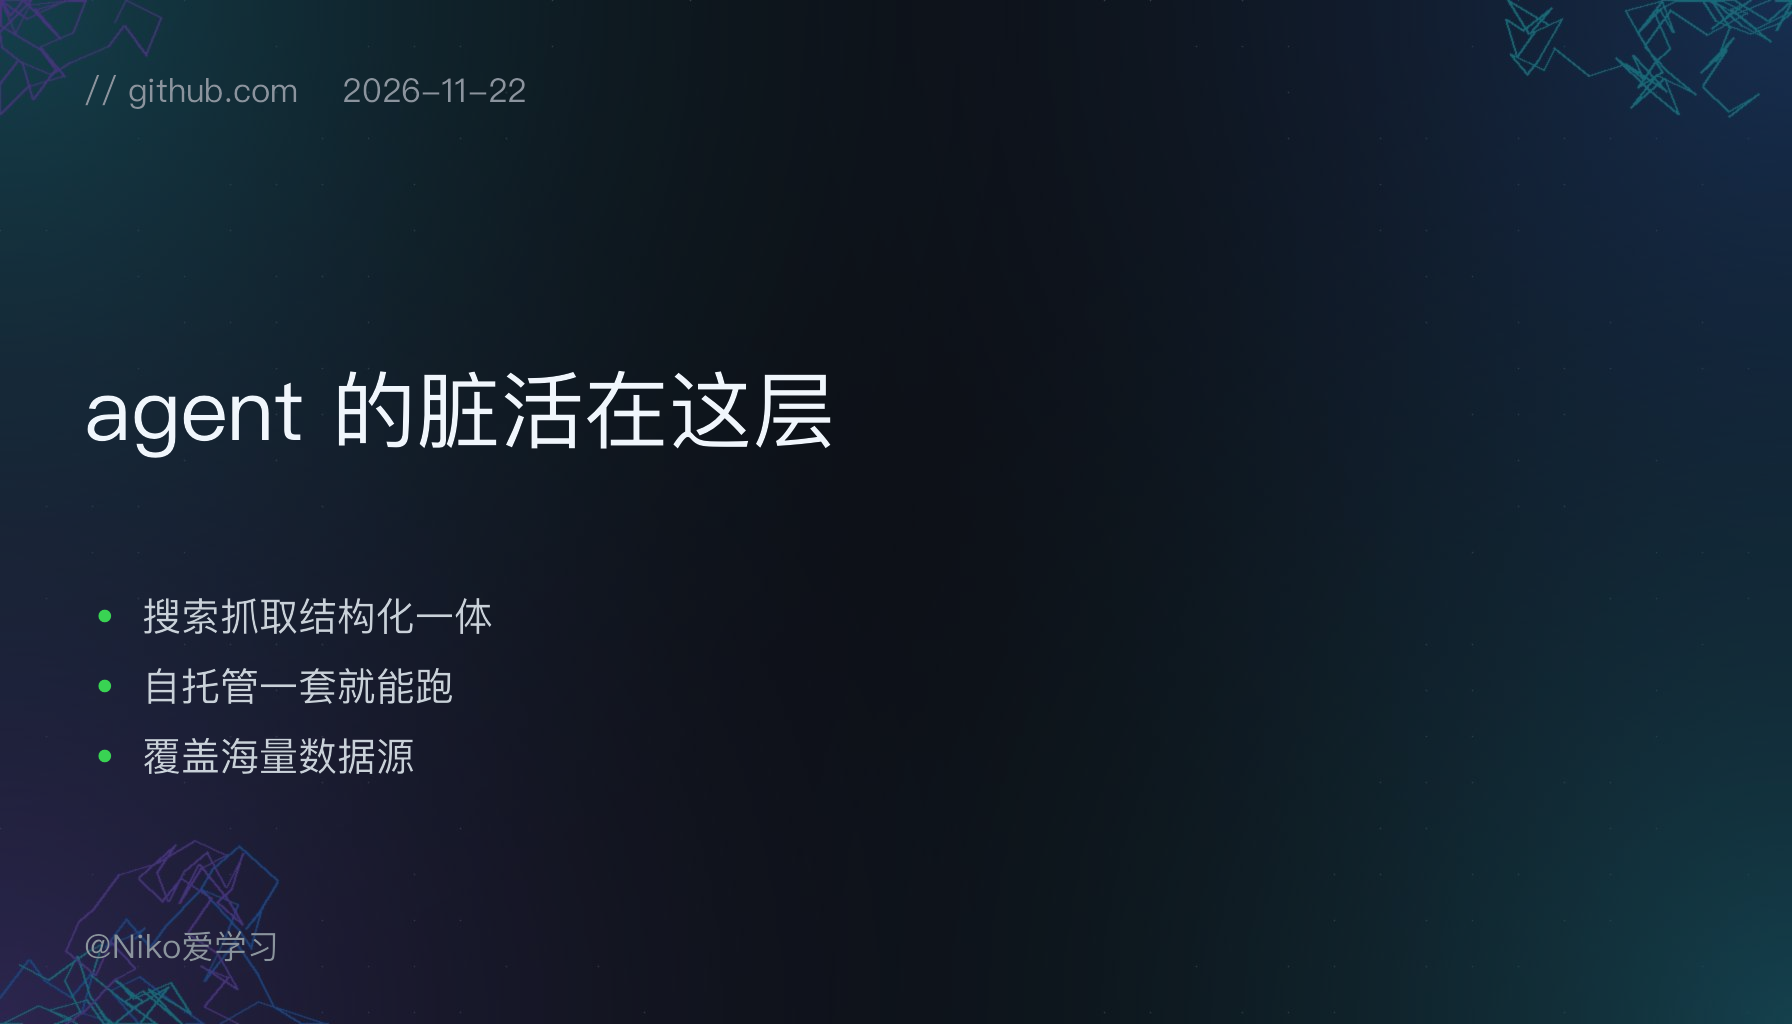 // github.com 2026-11-22
agent 的脏活在这层
• 搜索抓取结构化一体
• 自托管一套就能跑
• 覆盖海量数据源
@Niko爱学习